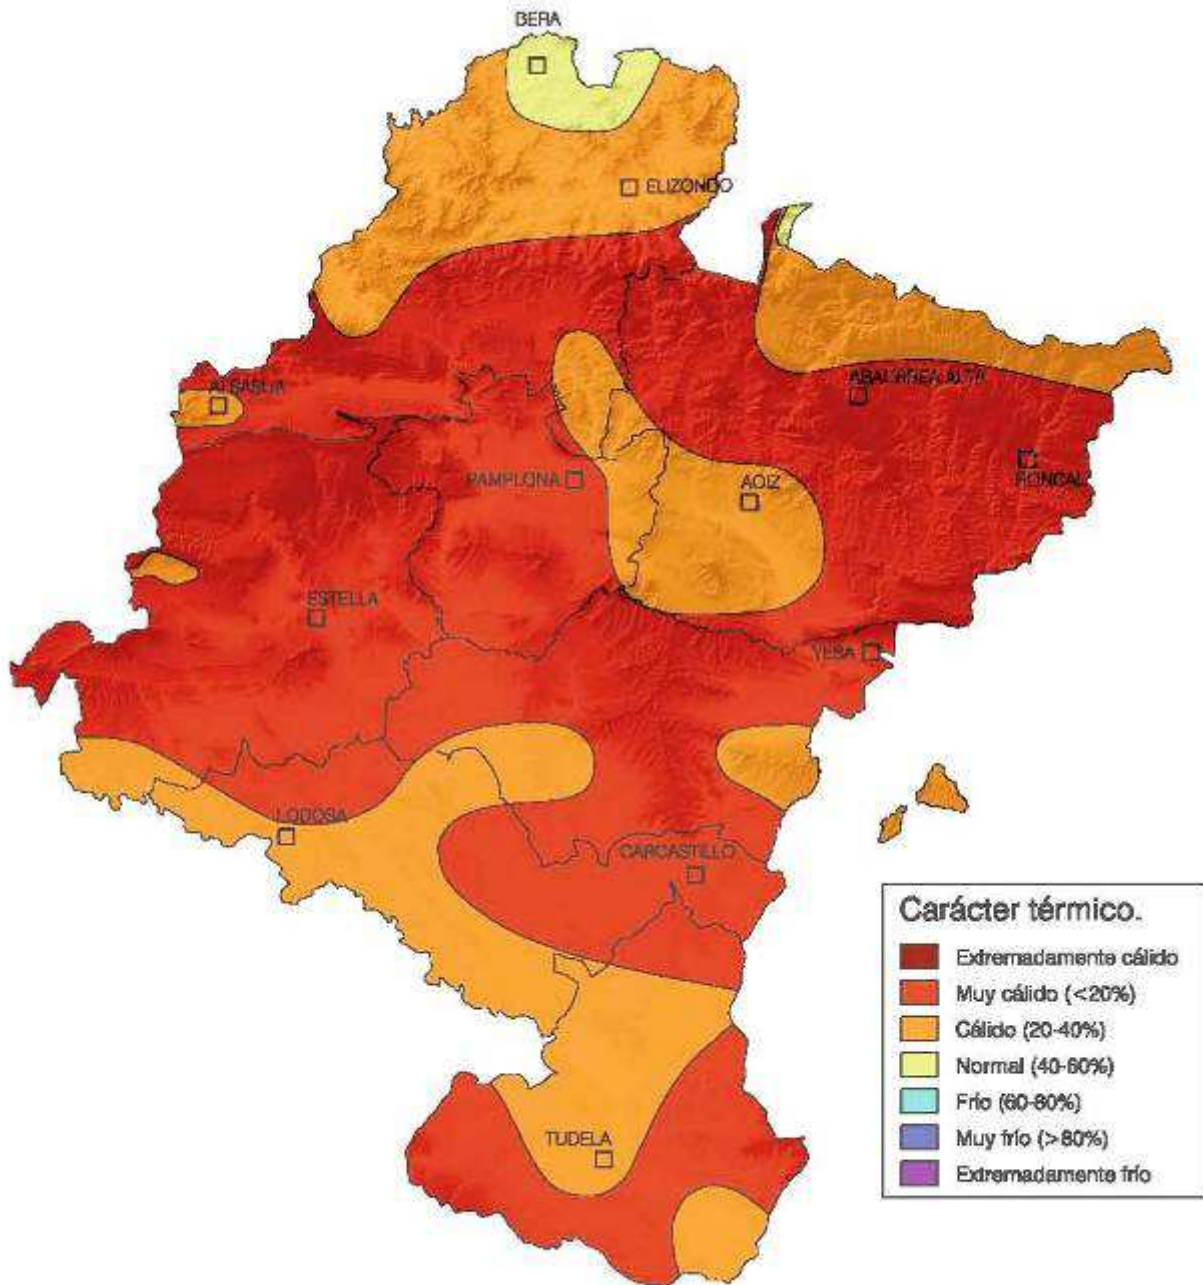 BERA
ELIZONDO
ALSASUA
ABAURREA ALTA
PAMPLONA
AOIZ
RONCAL
ESTELLA
YESA
LODOSA
CARCASTILLO
TUDELA
Carácter térmico.
Extremadamente cálido
Muy cálido (<20%)
Cálido (20-40%)
Normal (40-60%)
Frío (60-80%)
Muy frío (>80%)
Extremadamente frío